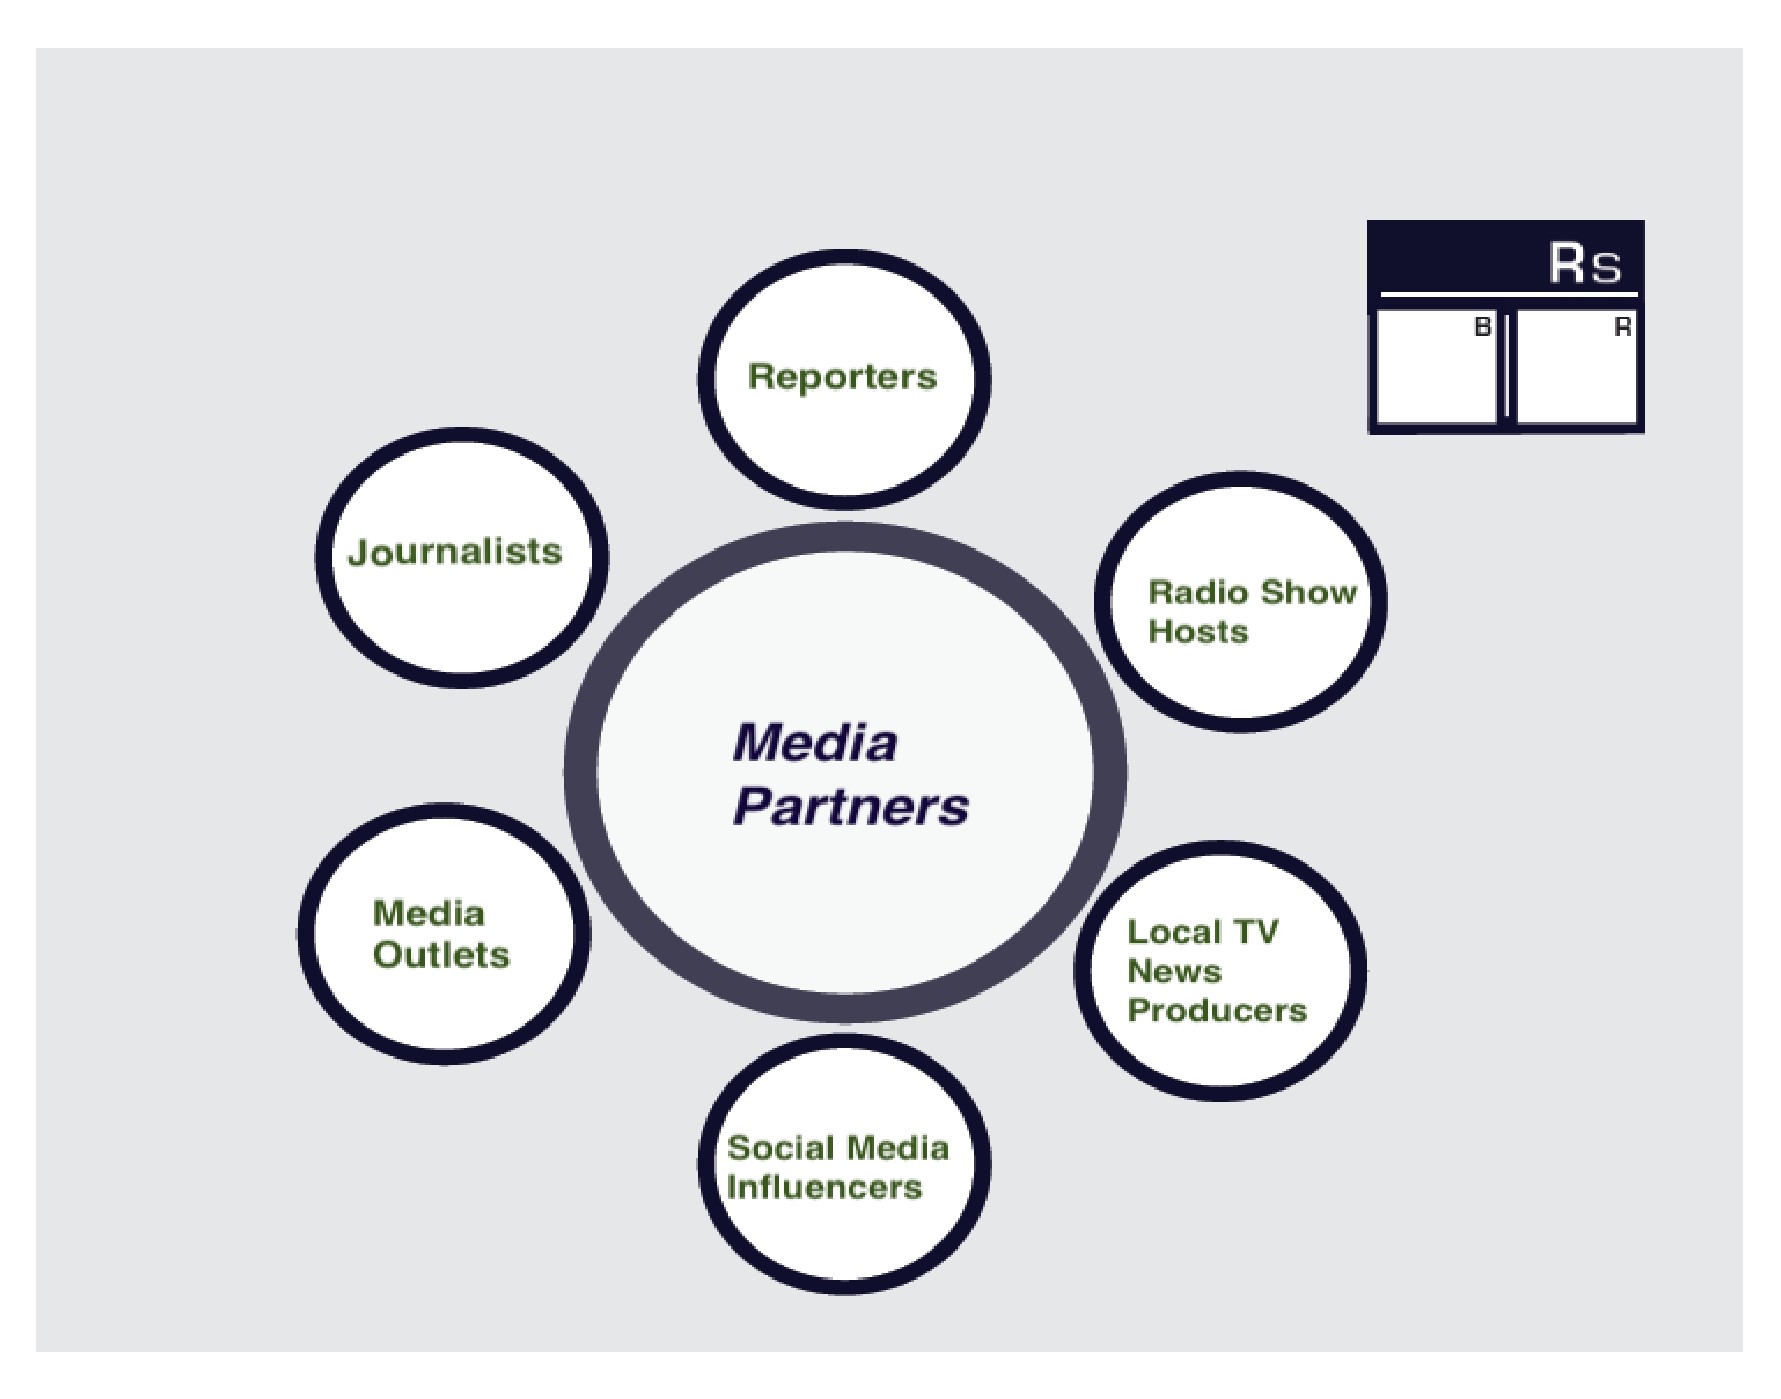 Rs
B
R
Reporters
Journalists
Radio Show
Hosts
Media
Partners
Media
Outlets
Local TV
News
Producers
Social Media
Influencers